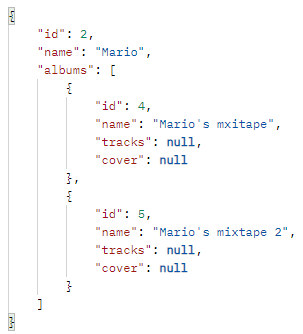 {
    "id": 2,
    "name": "Mario",
    "albums": [
        {
            "id": 4,
            "name": "Mario's mxitape",
            "tracks": null,
            "cover": null
        },
        {
            "id": 5,
            "name": "Mario's mixtape 2",
            "tracks": null,
            "cover": null
        }
    ]
}